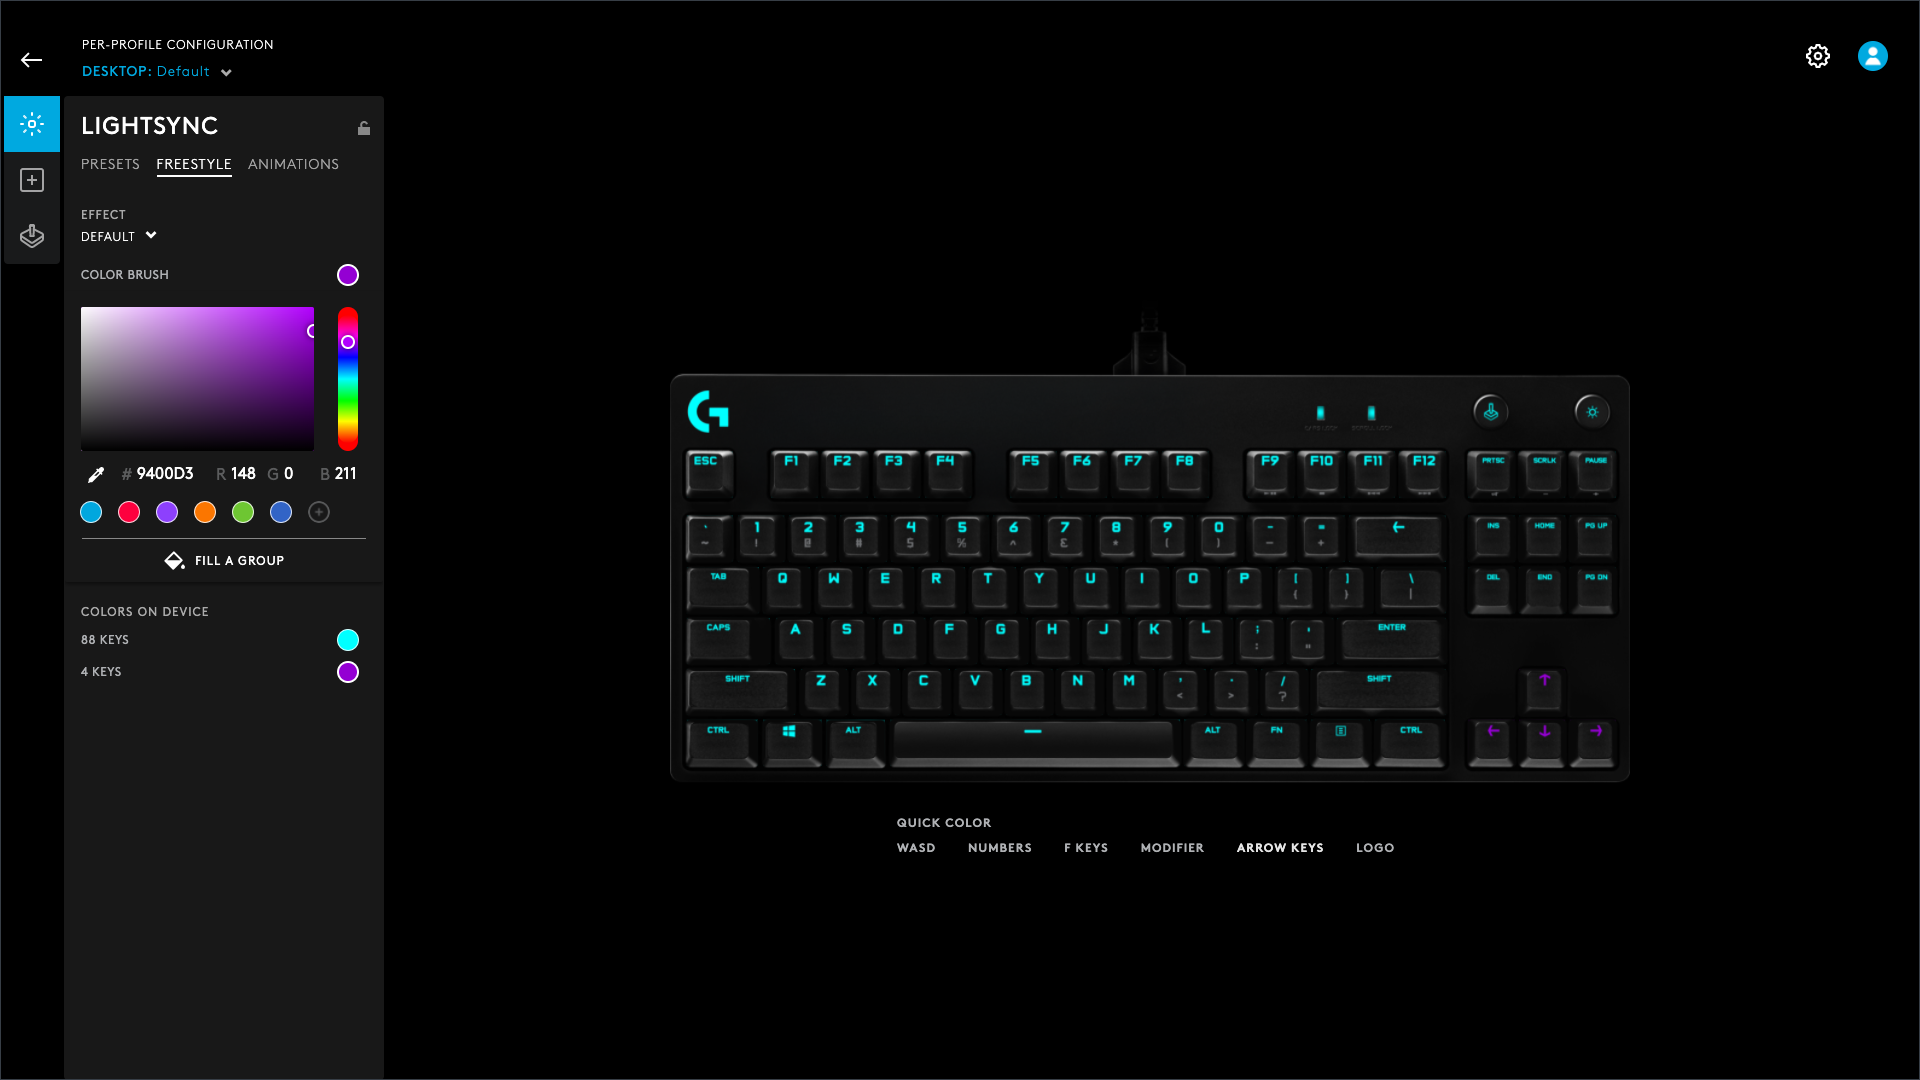 PER-PROFILE CONFIGURATION
DESKTOP: Default
LIGHTSYNC
PRESETS FREESTYLE ANIMATIONS
EFFECT
DEFAULT
COLOR BRUSH
# 9400D3 R 148 G 0 B 211
FILL A GROUP
COLORS ON DEVICE
88 KEYS
4 KEYS
ESC F1 F2 F3 F4 F5 F6 F7 F8 F9 F10 F11 F12 PRTSC SCRLK PAUSE
1 2 3 4 5 6 7 8 9 0 - = ← INS HOME PG UP
TAB Q W E R T Y U I O P [ ] \ DEL END PG DN
{ } |
CAPS A S D F G H J K L ; ' ENTER
SHIFT Z X C V B N M , . / SHIFT ↑
< > ?
CTRL ALT ALT FN CTRL ← ↓ →
QUICK COLOR
WASD NUMBERS F KEYS MODIFIER ARROW KEYS LOGO